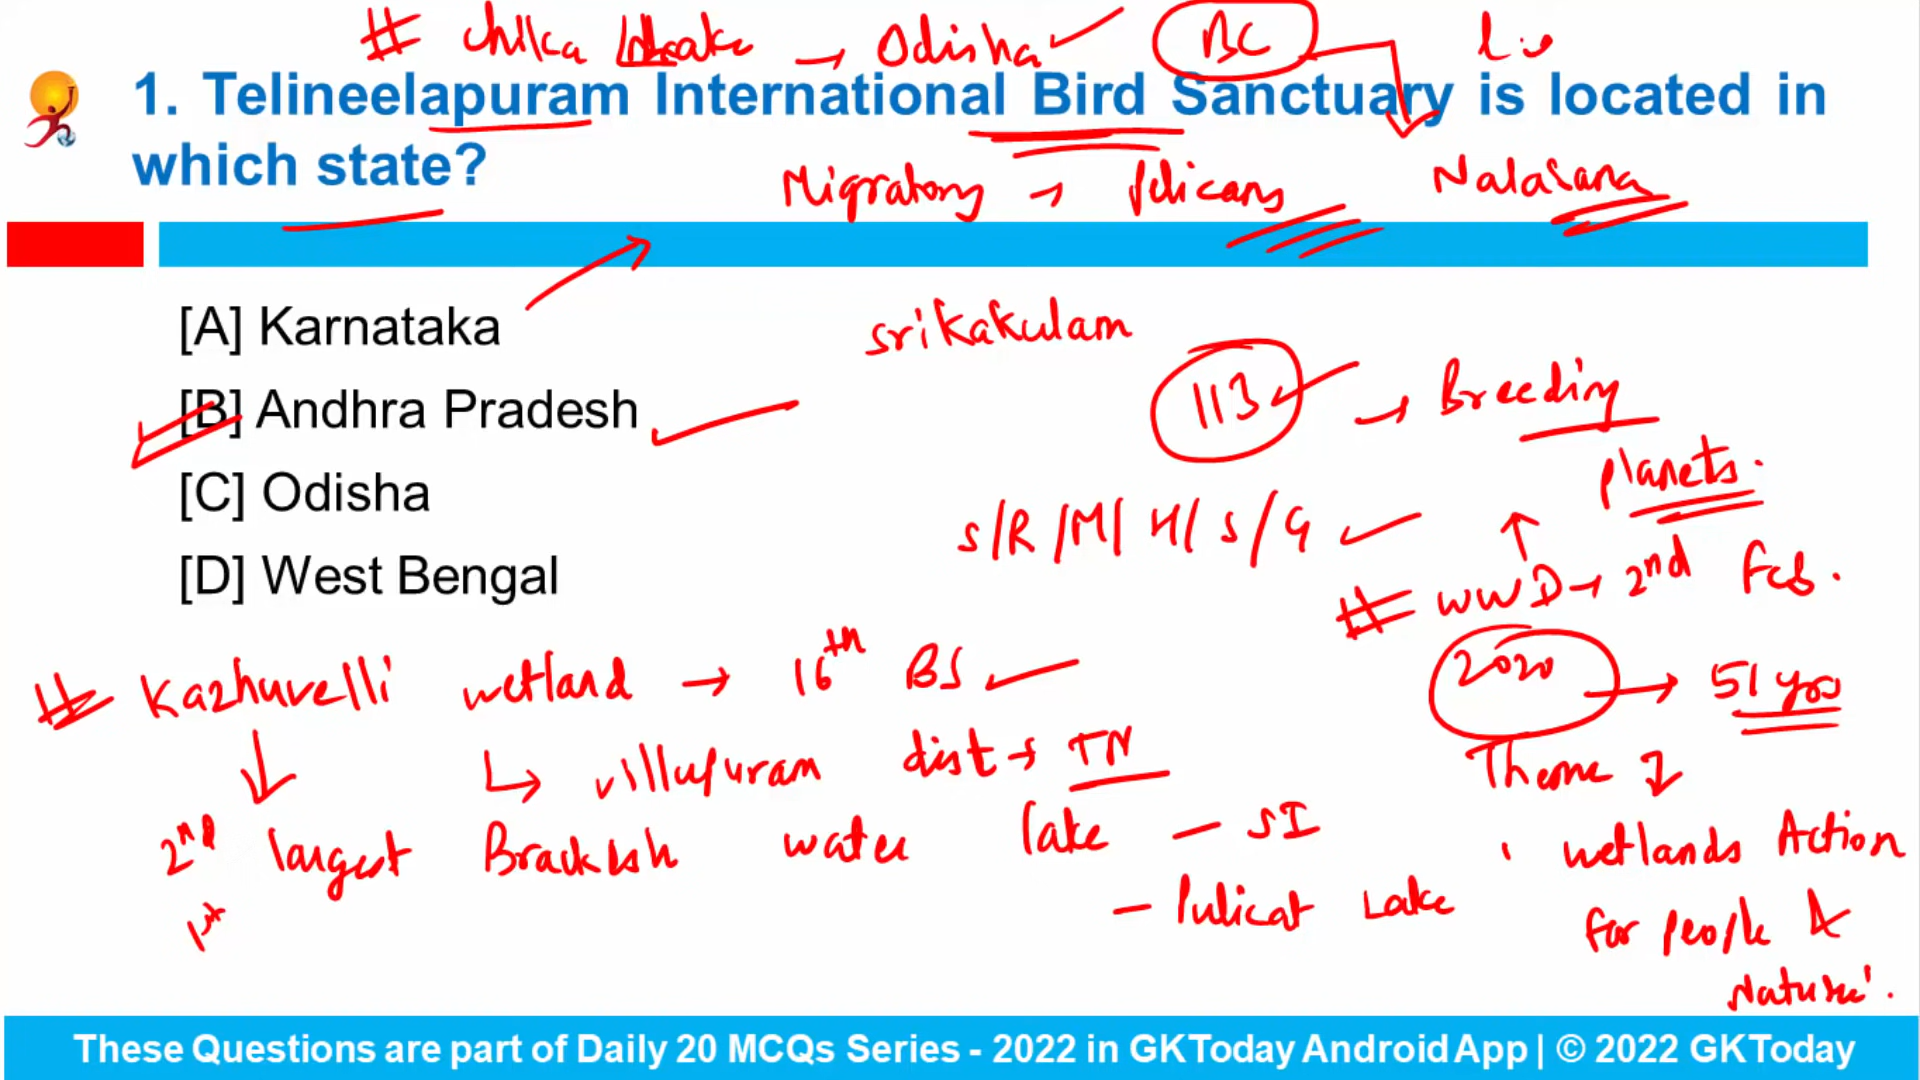 # Chilca Lake → Odisha BC
1. Telineelapuram International Bird Sanctuary is located in
which state?
Migratory → Pelicans Nalabana
[A] Karnataka
srikakulam
[B] Andhra Pradesh
113 → Breeding
planets.
[C] Odisha
S/R/M/H/S/G
[D] West Bengal
# WWD → 2nd Feb.
# Kazhuvelli wetland → 16th BS
2020 → 51 yrs
villupuram dist → TN
Theme
2nd largest Brackish water lake - SI
' wetlands Action
1st
- Pulicat Lake
for people &
Nature'.
These Questions are part of Daily 20 MCQs Series - 2022 in GKToday Android App | © 2022 GKToday